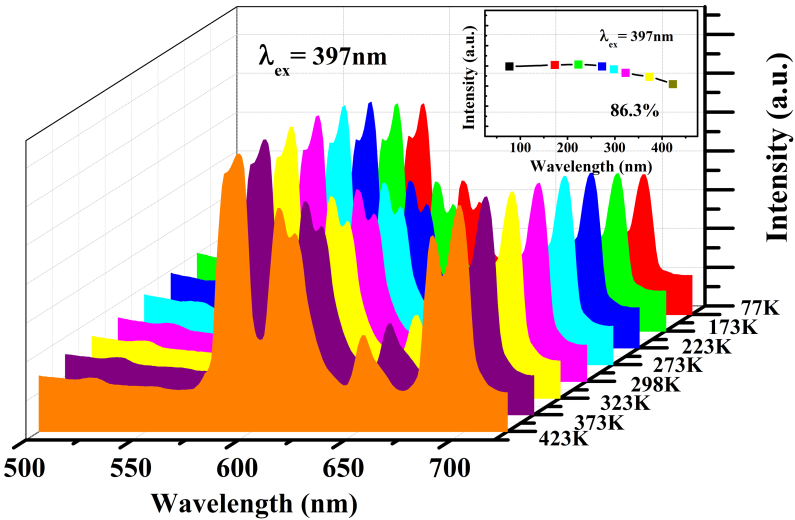 λex = 397nm
Intensity (a.u.)
λex = 397nm
86.3%
100 200 300 400
Wavelength (nm)
Intensity (a.u.)
77K
173K
223K
273K
298K
323K
373K
423K
500 550 600 650 700
Wavelength (nm)